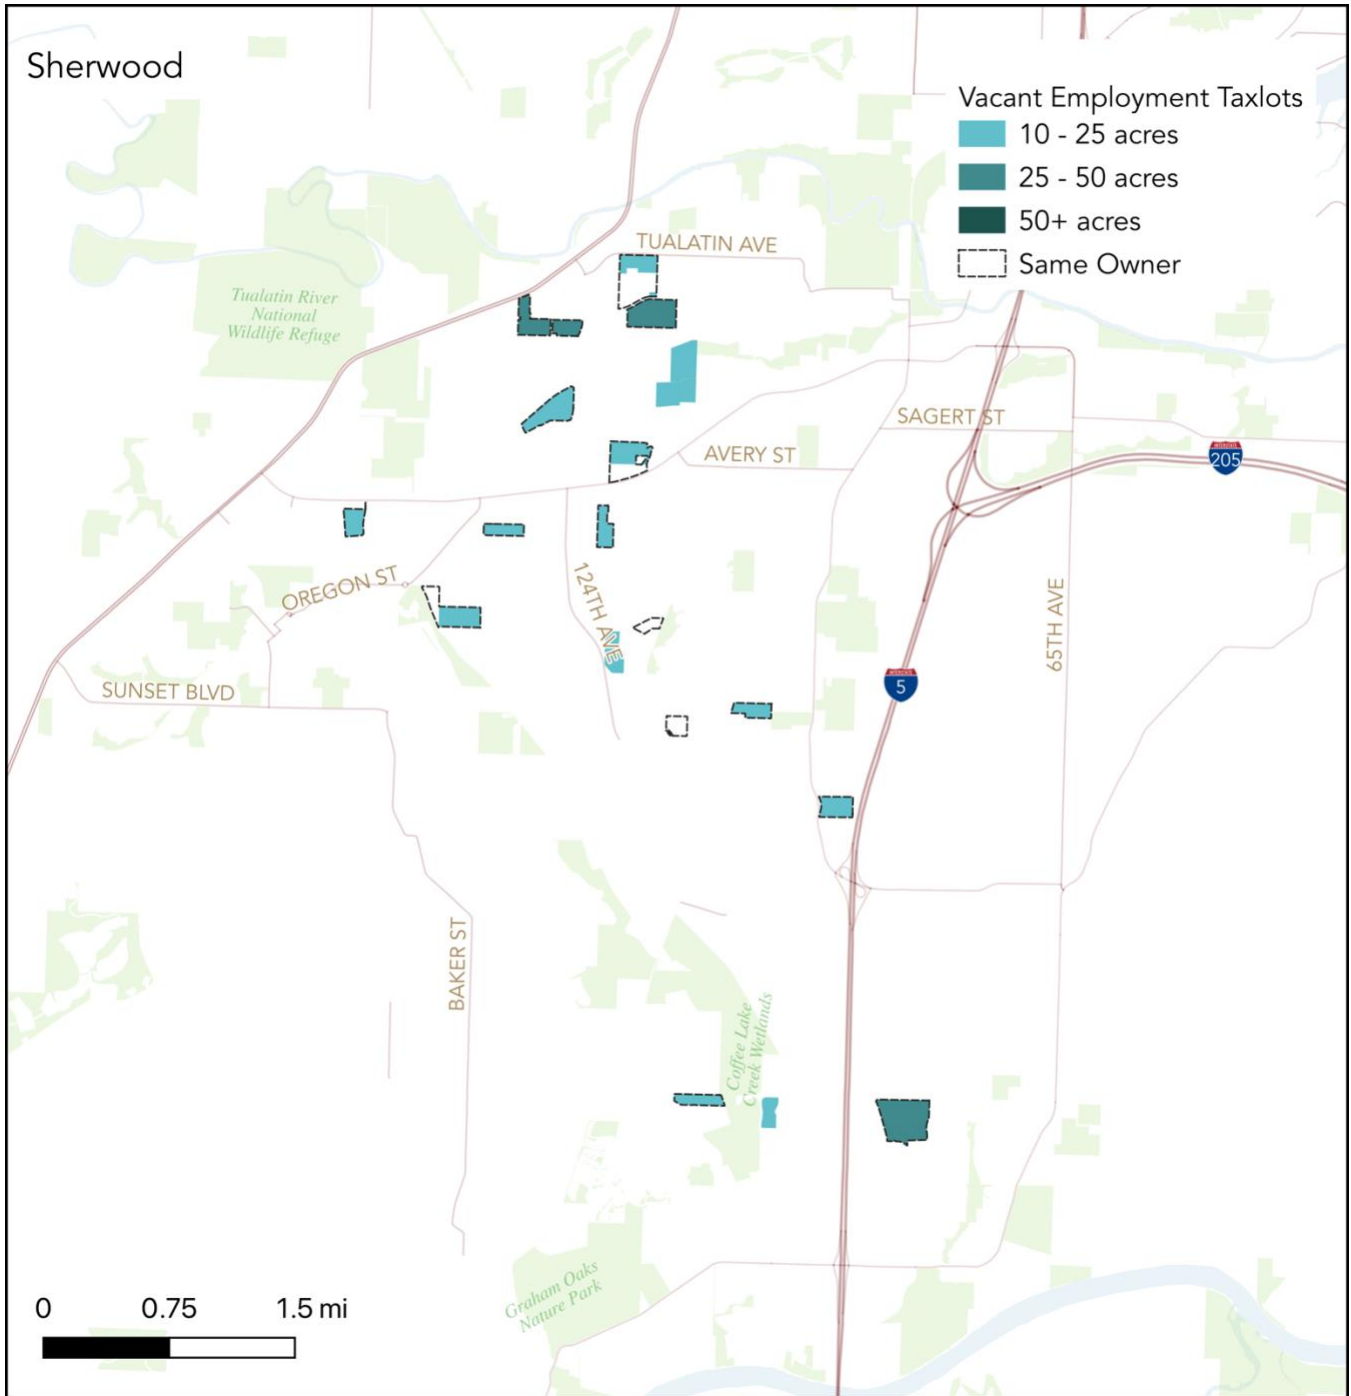 Sherwood
Vacant Employment Taxlots
10 - 25 acres
25 - 50 acres
50+ acres
Same Owner
TUALATIN AVE
Tualatin River
National
Wildlife Refuge
SAGERT ST
AVERY ST
205
OREGON ST
124TH AVE
65TH AVE
5
SUNSET BLVD
BAKER ST
Coffee Lake
Creek Wetlands
Graham Oaks
Nature Park
0 0.75 1.5 mi